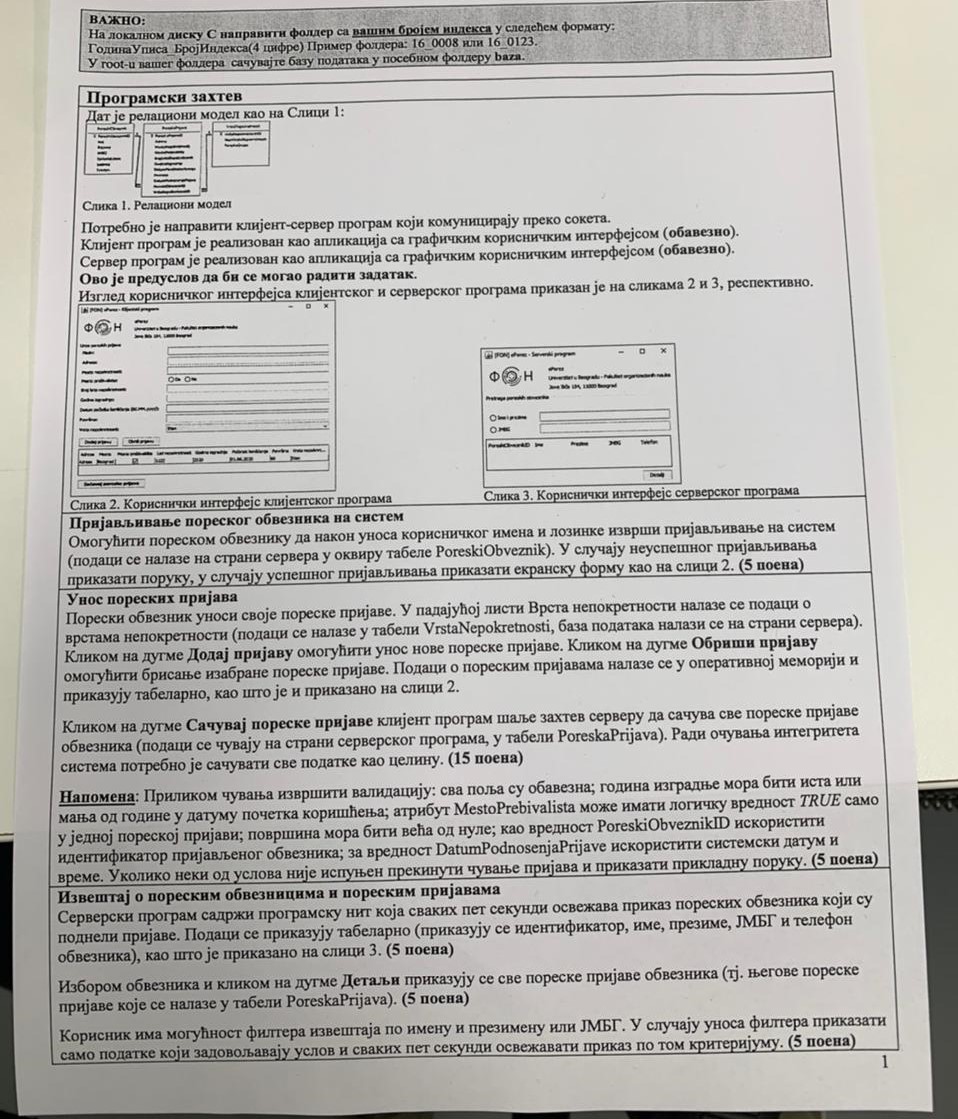 ВАЖНО:
На локалном диску C направити фолдер са вашим бројем индекса у следећем формату:
ГодинаУписа_БројИндекса(4 цифре) Пример фолдера: 16_0008 или 16_0123.
У root-u вашег фолдера сачувајте базу података у посебном фолдеру baza.
Програмски захтев
Дат је релациони модел као на Слици 1:
Слика 1. Релациони модел
Потребно је направити клијент-сервер програм који комуницирају преко сокета.
Клијент програм је реализован као апликација са графичким корисничким интерфејсом (обавезно).
Сервер програм је реализован као апликација са графичким корисничким интерфејсом (обавезно).
Ово је предуслов да би се могао радити задатак.
Изглед корисничког интерфејса клијентског и серверског програма приказан је на сликама 2 и 3, респективно.
[FON] ePorez - Klijentski program
ФОН
ePorez
Univerzitet u Beogradu - Fakultet organizacionih nauka
Jove Ilića 154, 11000 Beograd
Unos poreskih prijava
Adresa:
Mesto nepokretnosti:
Da
Ne
Godina izgradnje:
Površina:
Vrsta nepokretnosti:
Stan
Dodaj prijavu
Obriši prijavu
Sačuvaj poreske prijave
Слика 2. Кориснички интерфејс клијентског програма
[FON] ePorez - Serverski program
ФОН
ePorez
Univerzitet u Beogradu - Fakultet organizacionih nauka
Jove Ilića 154, 11000 Beograd
Pretraga poreskih obveznika
Ime i prezime
JMBG
PoreskiObveznikID Ime Prezime JMBG Telefon
Detalji
Слика 3. Кориснички интерфејс серверског програма
Пријављивање пореског обвезника на систем
Омогућити пореском обвезнику да након уноса корисничког имена и лозинке изврши пријављивање на систем
(подаци се налазе на страни сервера у оквиру табеле PoreskiObveznik). У случају неуспешног пријављивања
приказати поруку, у случају успешног пријављивања приказати екранску форму као на слици 2. (5 поена)
Унос пореских пријава
Порески обвезник уноси своје пореске пријаве. У падајућој листи Врста непокретности налазе се подаци о
врстама непокретности (подаци се налазе у табели VrstaNepokretnosti, база података налази се на страни сервера).
Кликом на дугме Додај пријаву омогућити унос нове пореске пријаве. Кликом на дугме Обриши пријаву
омогућити брисање изабране пореске пријаве. Подаци о пореским пријавама налазе се у оперативној меморији и
приказују табеларно, као што је и приказано на слици 2.
Кликом на дугме Сачувај пореске пријаве клијент програм шаље захтев серверу да сачува све пореске пријаве
обвезника (подаци се чувају на страни серверског програма, у табели PoreskaPrijava). Ради очувања интегритета
система потребно је сачувати све податке као целину. (15 поена)
Напомена: Приликом чувања извршити валидацију: сва поља су обавезна; година изградње мора бити иста или
мања од године у датуму почетка коришћења; атрибут MestoPrebivalista може имати логичку вредност TRUE само
у једној пореској пријави; површина мора бити већа од нуле; као вредност PoreskiObveznikID искористити
идентификатор пријављеног обвезника; за вредност DatumPodnosenjaPrijave искористити системски датум и
време. Уколико неки од услова није испуњен прекинути чување пријава и приказати прикладну поруку. (5 поена)
Извештај о пореским обвезницима и пореским пријавама
Серверски програм садржи програмску нит која сваких пет секунди освежава приказ пореских обвезника који су
поднели пријаве. Подаци се приказују табеларно (приказују се идентификатор, име, презиме, ЈМБГ и телефон
обвезника), као што је приказано на слици 3. (5 поена)
Избором обвезника и кликом на дугме Детаљи приказују се све пореске пријаве обвезника (тј. његове пореске
пријаве које се налазе у табели PoreskaPrijava). (5 поена)
Корисник има могућност филтера извештаја по имену и презимену или ЈМБГ. У случају уноса филтера приказати
само податке који задовољавају услов и сваких пет секунди освежавати приказ по том критеријуму. (5 поена)
1